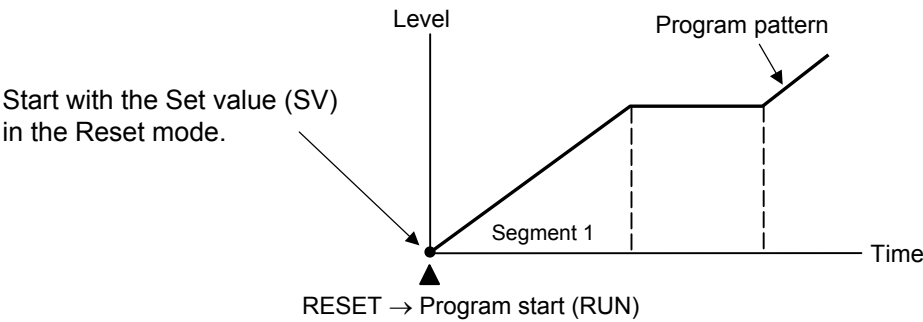 Level
Program pattern
Start with the Set value (SV)
in the Reset mode.
Segment 1
Time
RESET → Program start (RUN)